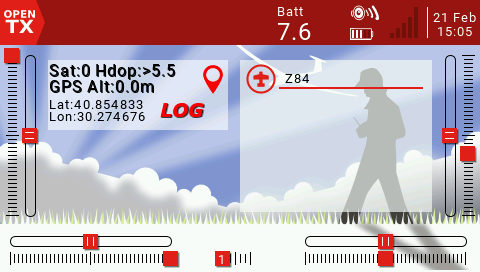 OPEN
TX
Batt
7.6
21 Feb
15:05
Sat:0 Hdop:>5.5
GPS Alt:0.0m
Lat:40.854833
Lon:30.274676
LOG
Z84
1